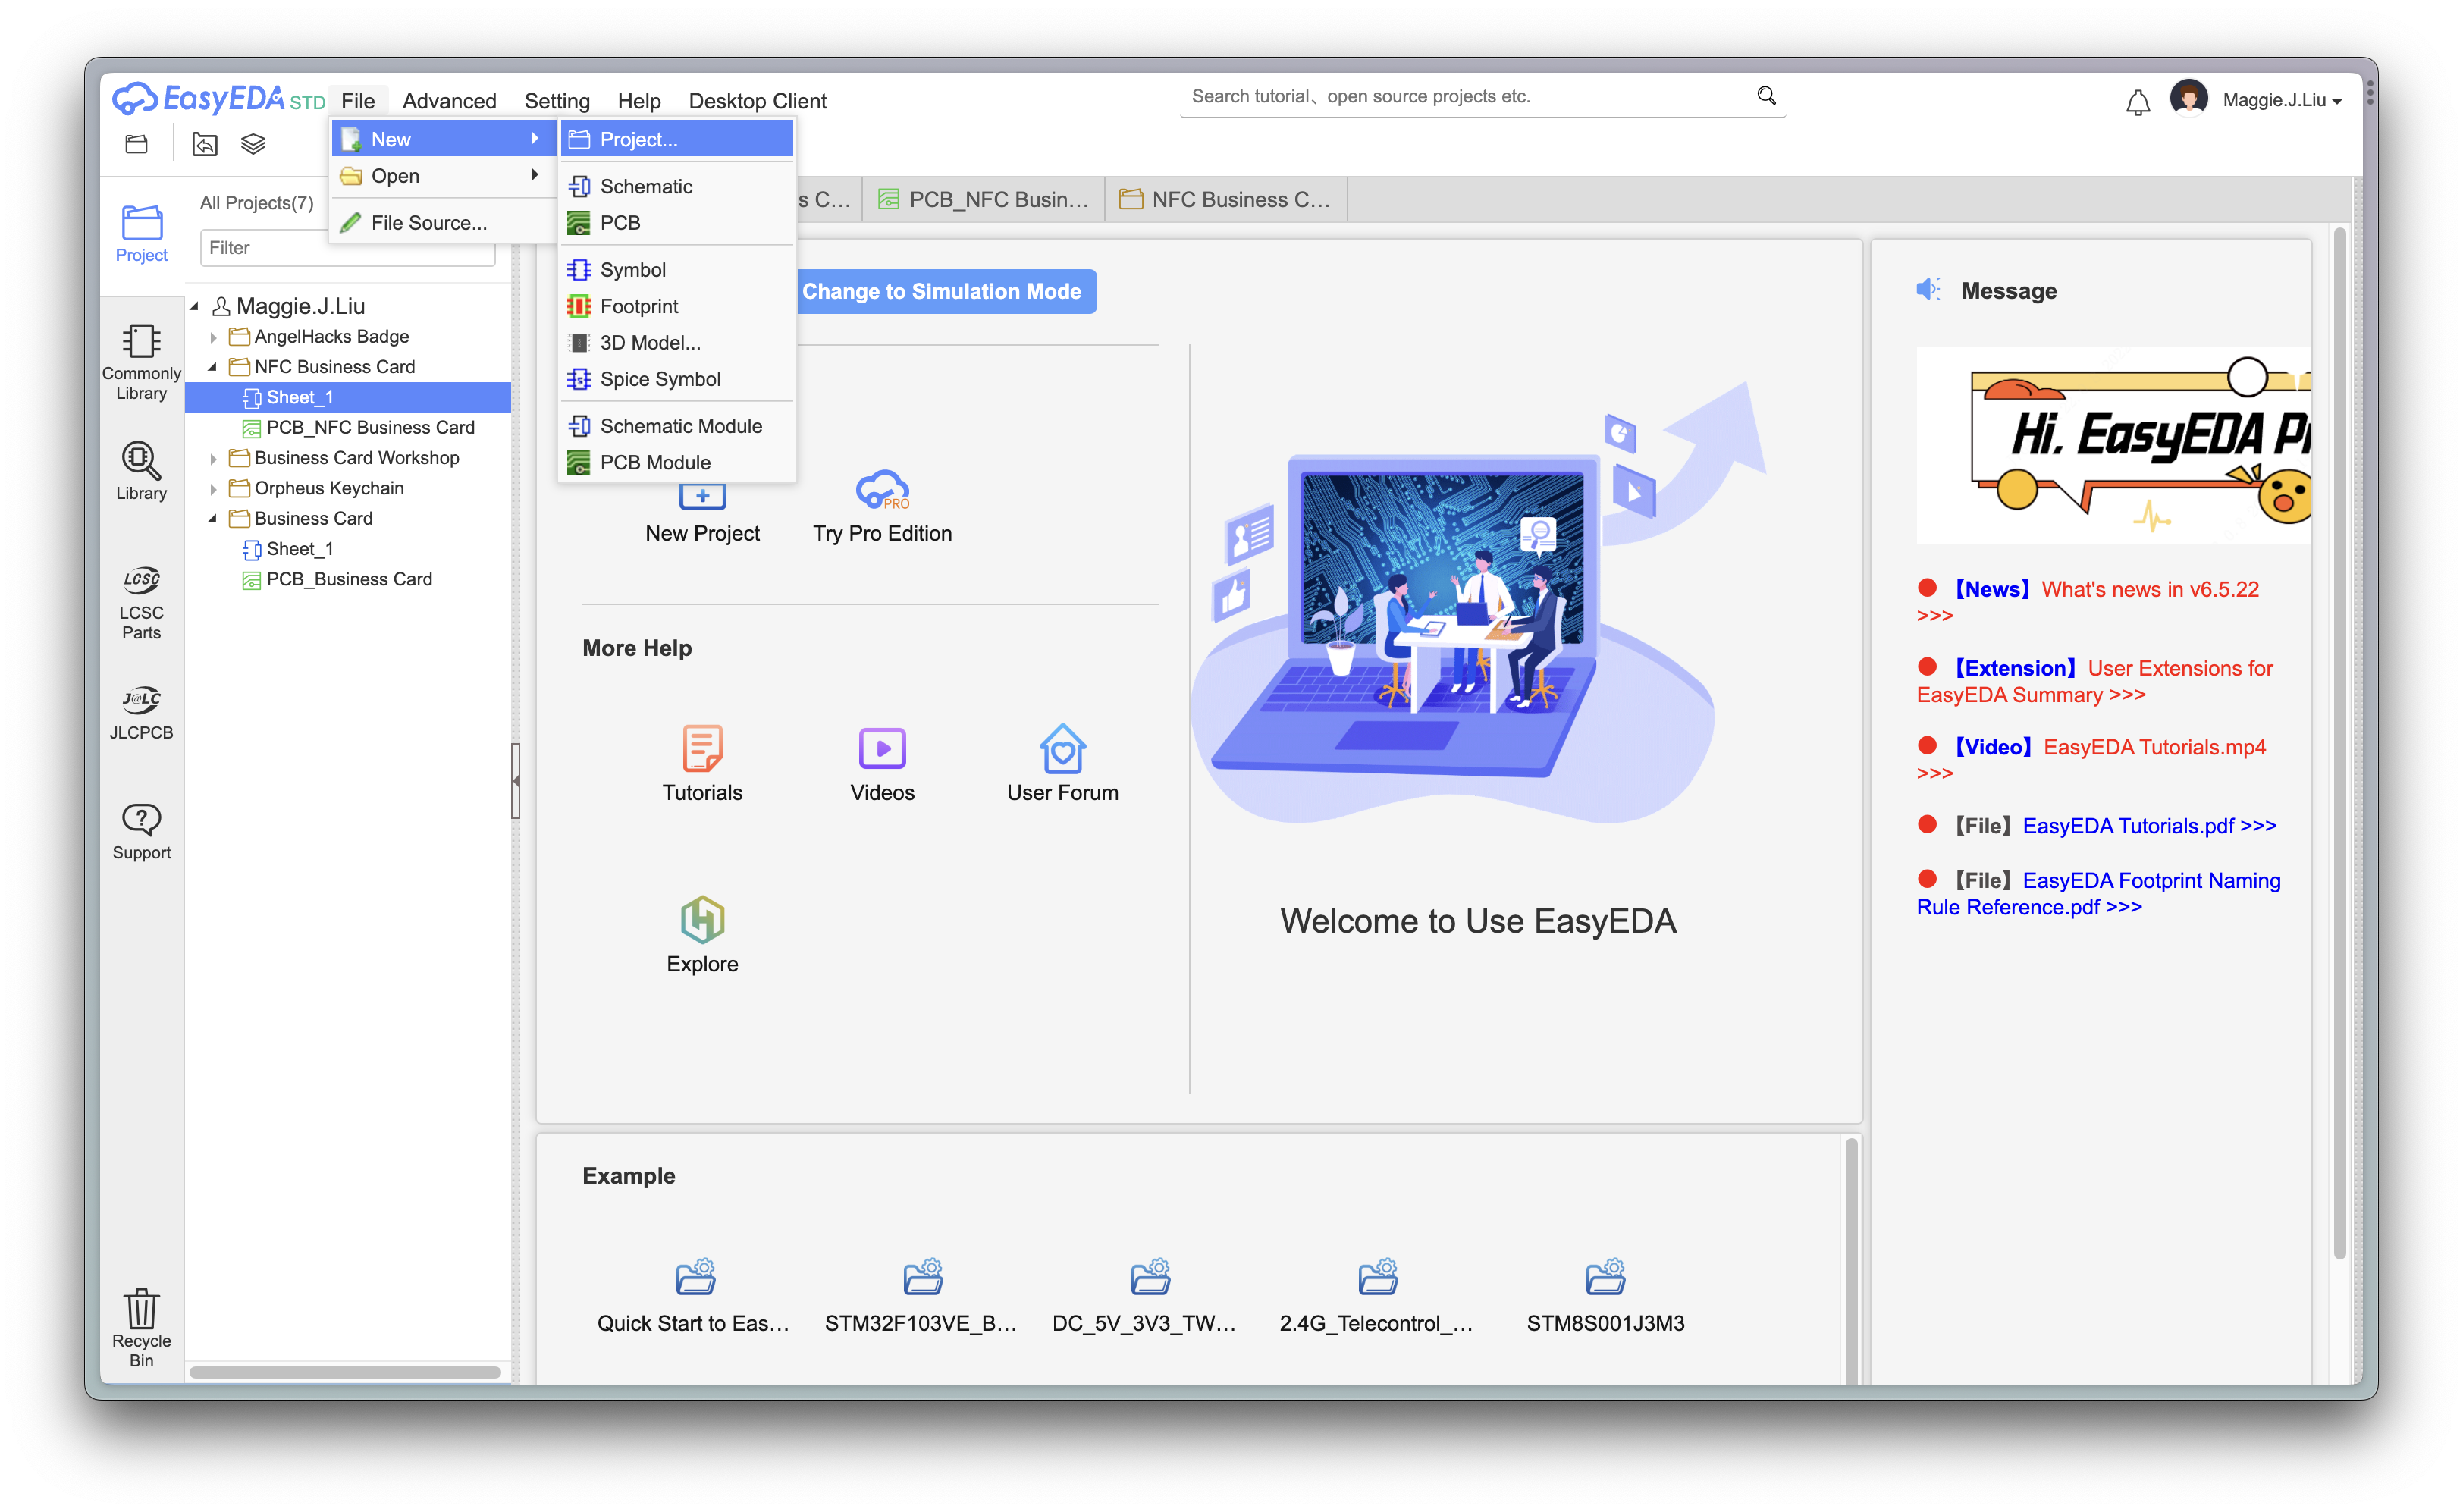 EasyEDA STD
File
Advanced
Setting
Help
Desktop Client
Search tutorial、open source projects etc.
Maggie.J.Liu
New
Open
File Source...
Project...
Schematic
PCB
Symbol
Footprint
3D Model...
Spice Symbol
Schematic Module
PCB Module
s C...
PCB_NFC Busin...
NFC Business C...
Project
Commonly
Library
Library
LCSC
LCSC
Parts
J@LC
JLCPCB
Support
Recycle
Bin
All Projects(7)
Filter
Maggie.J.Liu
AngelHacks Badge
NFC Business Card
Sheet_1
PCB_NFC Business Card
Business Card Workshop
Orpheus Keychain
Business Card
Sheet_1
PCB_Business Card
Change to Simulation Mode
New Project
PRO
Try Pro Edition
More Help
Tutorials
Videos
User Forum
Explore
Welcome to Use EasyEDA
Example
Quick Start to Eas...
STM32F103VE_B...
DC_5V_3V3_TW...
2.4G_Telecontrol_...
STM8S001J3M3
Message
Hi, EasyEDA Pr
【News】What's news in v6.5.22
>>>
【Extension】User Extensions for
EasyEDA Summary >>>
【Video】EasyEDA Tutorials.mp4
>>>
【File】EasyEDA Tutorials.pdf >>>
【File】EasyEDA Footprint Naming
Rule Reference.pdf >>>